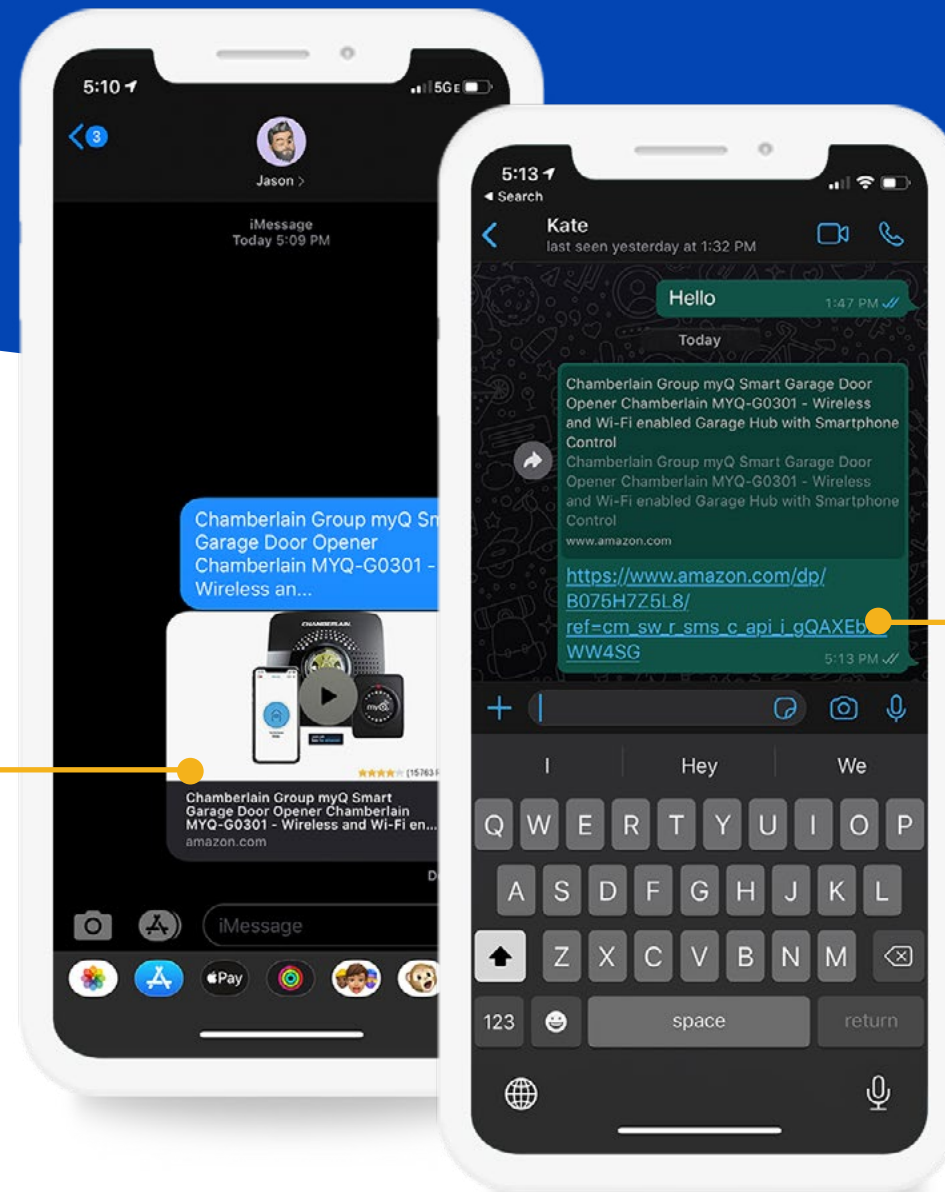 5:10
5G E
3
Jason >
iMessage
Today 5:09 PM
Chamberlain Group myQ Sm
Garage Door Opener
Chamberlain MYQ-G0301 -
Wireless an...
CHAMBERLAIN
myQ
Chamberlain Group myQ Smart
Garage Door Opener Chamberlain
MYQ-G0301 - Wireless and Wi-Fi en...
amazon.com
iMessage
Pay
5:13
Search
Kate
last seen yesterday at 1:32 PM
Hello
1:47 PM
Today
Chamberlain Group myQ Smart Garage Door
Opener Chamberlain MYQ-G0301 - Wireless
and Wi-Fi enabled Garage Hub with Smartphone
Control
Chamberlain Group myQ Smart Garage Door
Opener Chamberlain MYQ-G0301 - Wireless
and Wi-Fi enabled Garage Hub with Smartphone
Control
www.amazon.com
https://www.amazon.com/dp/
B075H7Z5L8/
ref=cm_sw_r_sms_c_api_i_gQAXEb
WW4SG
5:13 PM
I Hey We
Q W E R T Y U I O P
A S D F G H J K L
Z X C V B N M
123 space return